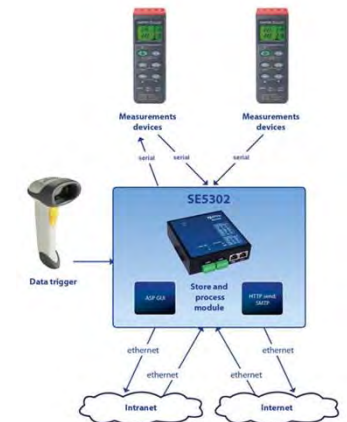 Measurements
devices
Measurements
devices
serial
serial
serial
SE5302
Data trigger
Store and
process
module
ASP GUI
HTTP send
SMTP
ethernet
ethernet
ethernet
ethernet
Intranet
Internet